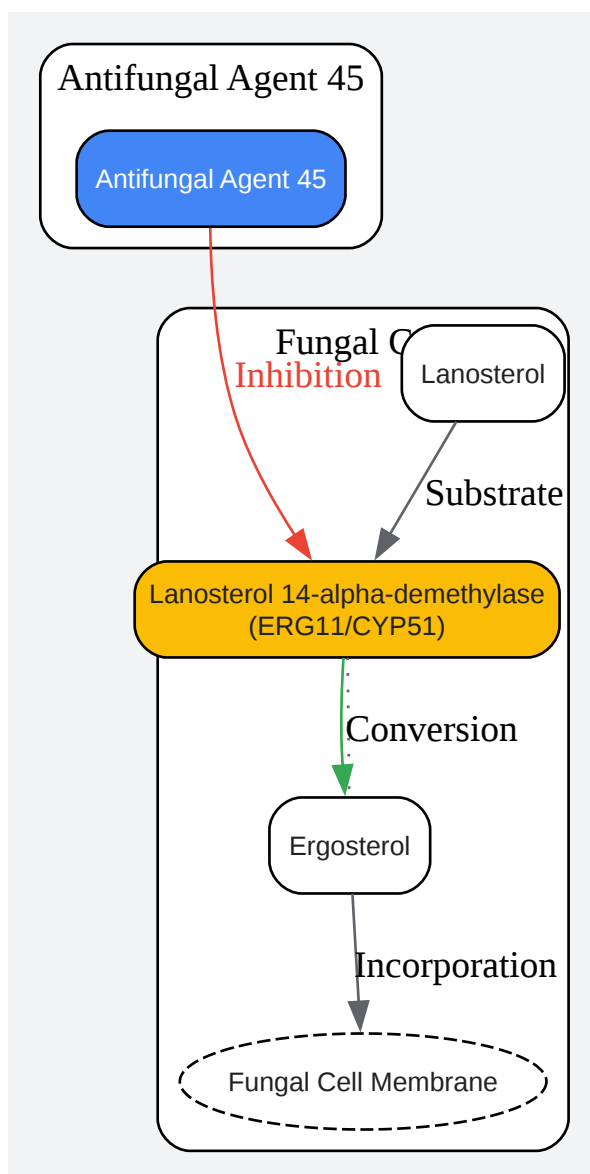 Antifungal Agent 45
Antifungal Agent 45
Fungal
Lanosterol
Inhibition
Substrate
Lanosterol 14-alpha-demethylase
(ERG11/CYP51)
Conversion
Ergosterol
Incorporation
Fungal Cell Membrane